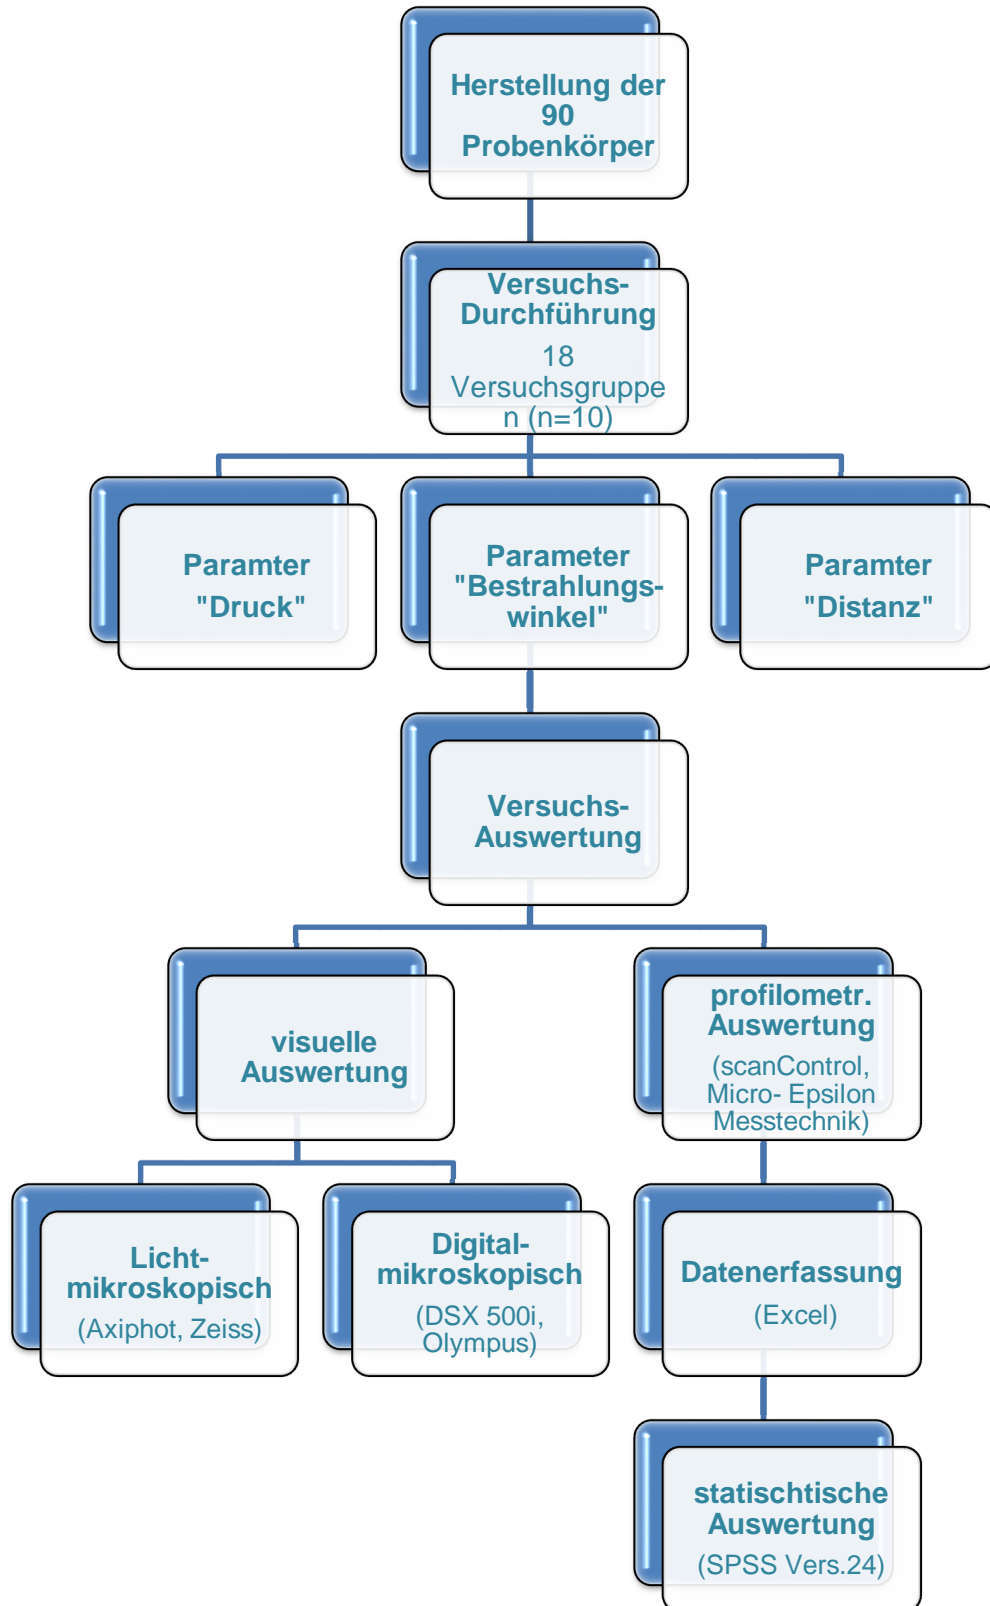 Herstellung der
90
Probenkörper
Versuchs-
Durchführung
18
Versuchsgruppe
n (n=10)
Paramter
"Druck"
Parameter
"Bestrahlungs-
winkel"
Paramter
"Distanz"
Versuchs-
Auswertung
visuelle
Auswertung
profilometr.
Auswertung
(scanControl,
Micro- Epsilon
Messtechnik)
Licht-
mikroskopisch
(Axiphot, Zeiss)
Digital-
mikroskopisch
(DSX 500i,
Olympus)
Datenerfassung
(Excel)
statischtische
Auswertung
(SPSS Vers.24)